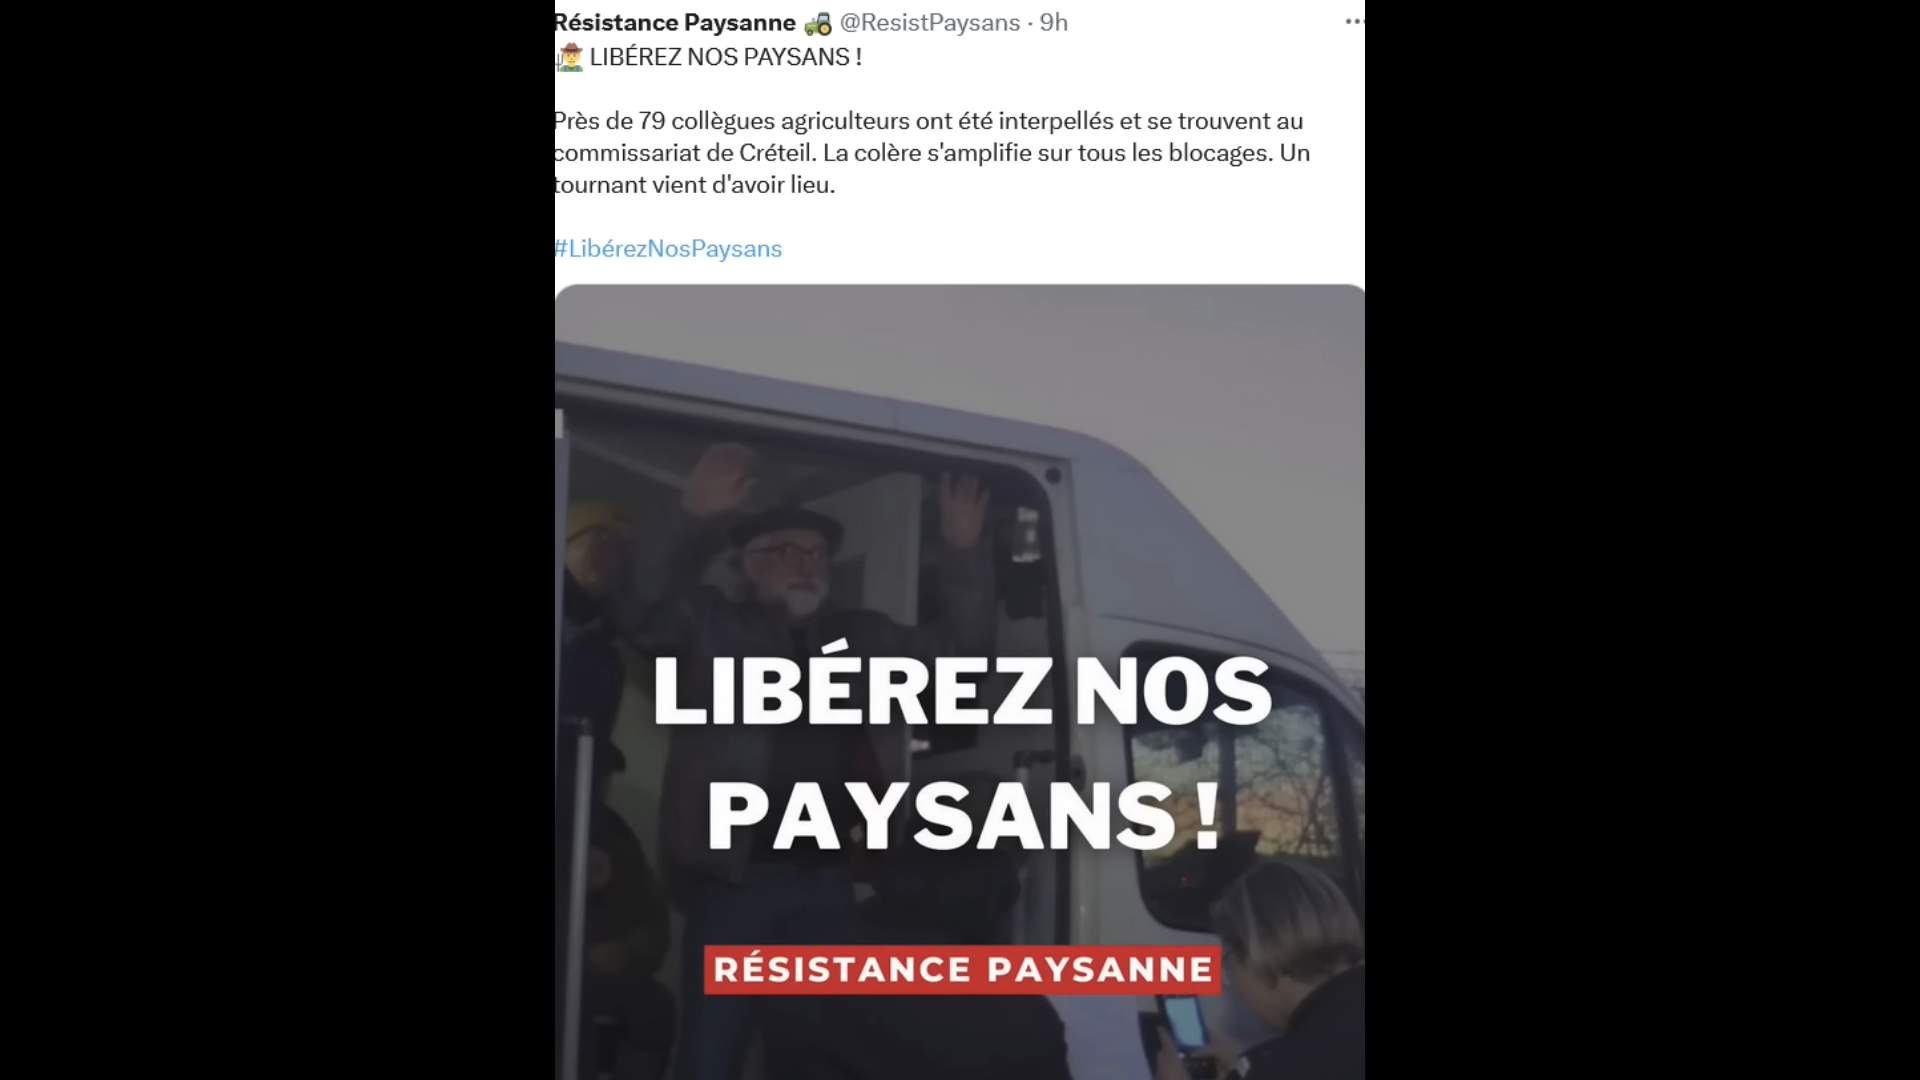 Résistance Paysanne 🚜 @ResistPaysans · 9h
LIBÉREZ NOS PAYSANS !
Près de 79 collègues agriculteurs ont été interpellés et se trouvent au
commissariat de Créteil. La colère s'amplifie sur tous les blocages. Un
tournant vient d'avoir lieu.
#LibérezNosPaysans
LIBÉREZ NOS
PAYSANS !
RÉSISTANCE PAYSANNE